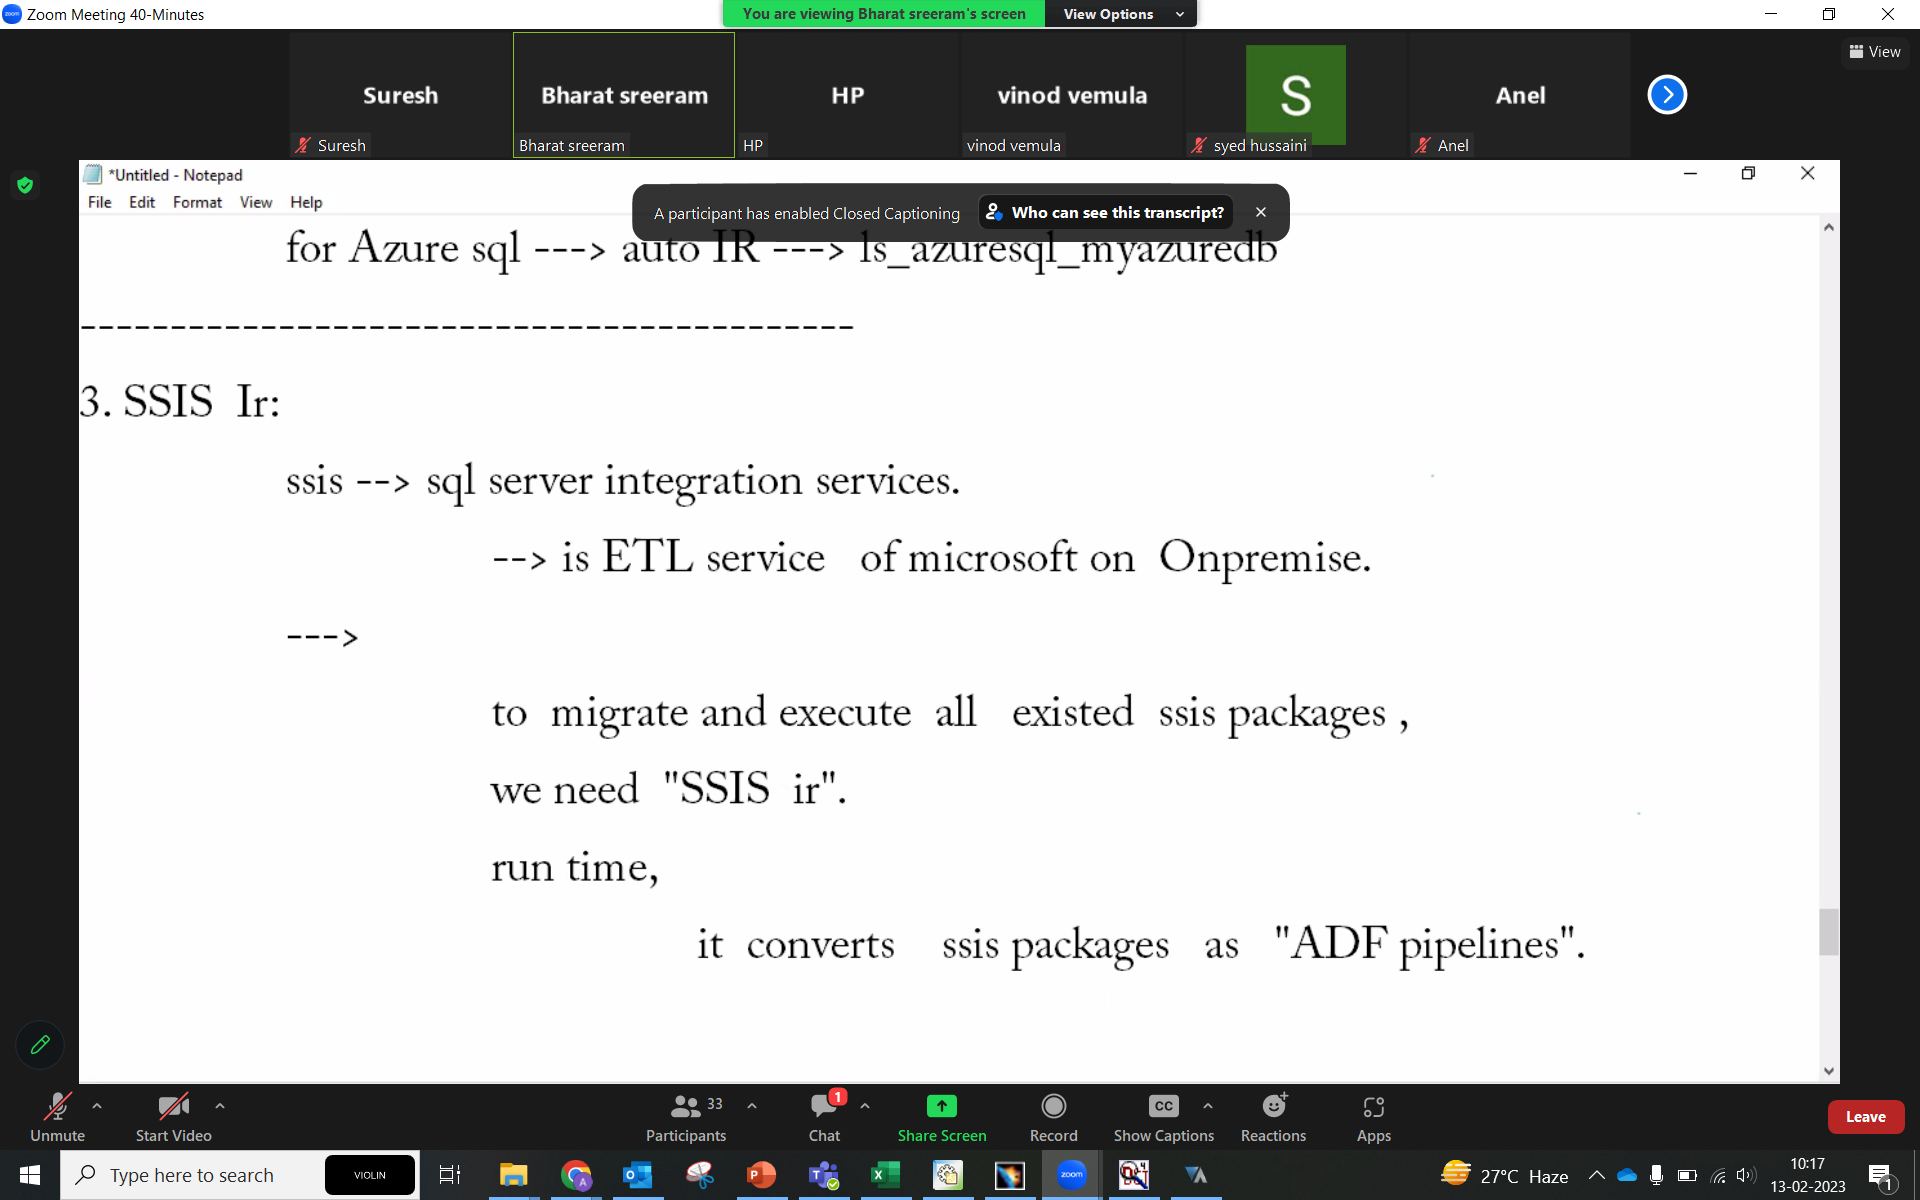 Zoom Meeting 40-Minutes
You are viewing Bharat sreeram's screen
View Options
View
Suresh
Bharat sreeram
HP
vinod vemula
S
Anel
Suresh
Bharat sreeram
HP
vinod vemula
syed hussaini
Anel
*Untitled - Notepad
File Edit Format View Help
A participant has enabled Closed Captioning
Who can see this transcript?
for Azure sql ---> auto IR ---> ls_azuresql_myazuredb
------------------------------------------
3. SSIS Ir:
ssis --> sql server integration services.
--> is ETL service of microsoft on Onpremise.
--->
to migrate and execute all existed ssis packages ,
we need "SSIS ir".
run time,
it converts ssis packages as "ADF pipelines".
Unmute
Start Video
33
Participants
1
Chat
Share Screen
Record
CC
Show Captions
Reactions
Apps
Leave
Type here to search
VIOLIN
zoom
27°C Haze
10:17
13-02-2023
1